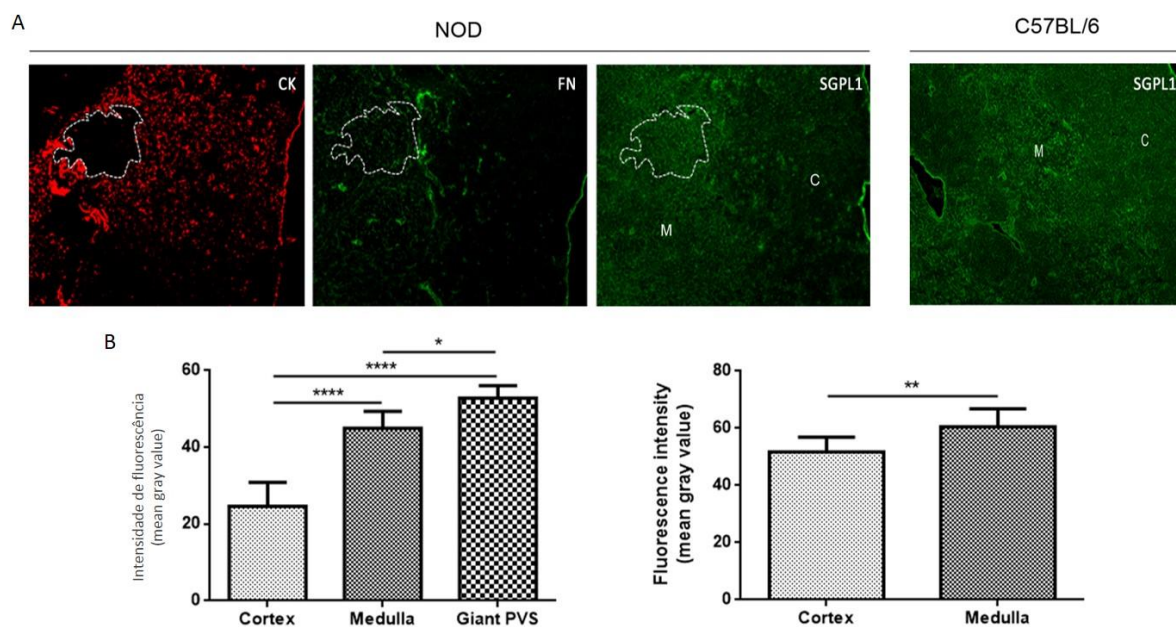 A
NOD
C57BL/6
CK
FN
SGPL1
SGPL1
C
M
M
C
B
Intensidade de fluorescência
(mean gray value)
60
40
20
0
*
****
****
Cortex
Medulla
Giant PVS
Fluorescence intensity
(mean gray value)
80
60
40
20
0
**
Cortex
Medulla